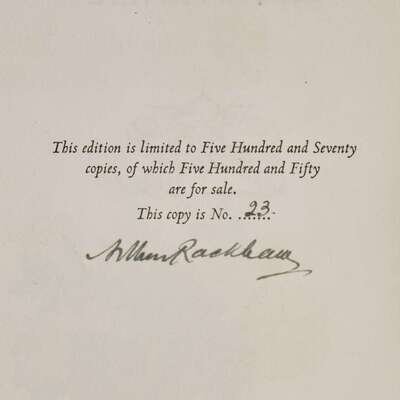 This edition is limited to Five Hundred and Seventy
copies, of which Five Hundred and Fifty
are for sale.
This copy is No. ..23..
Arthur Rackham